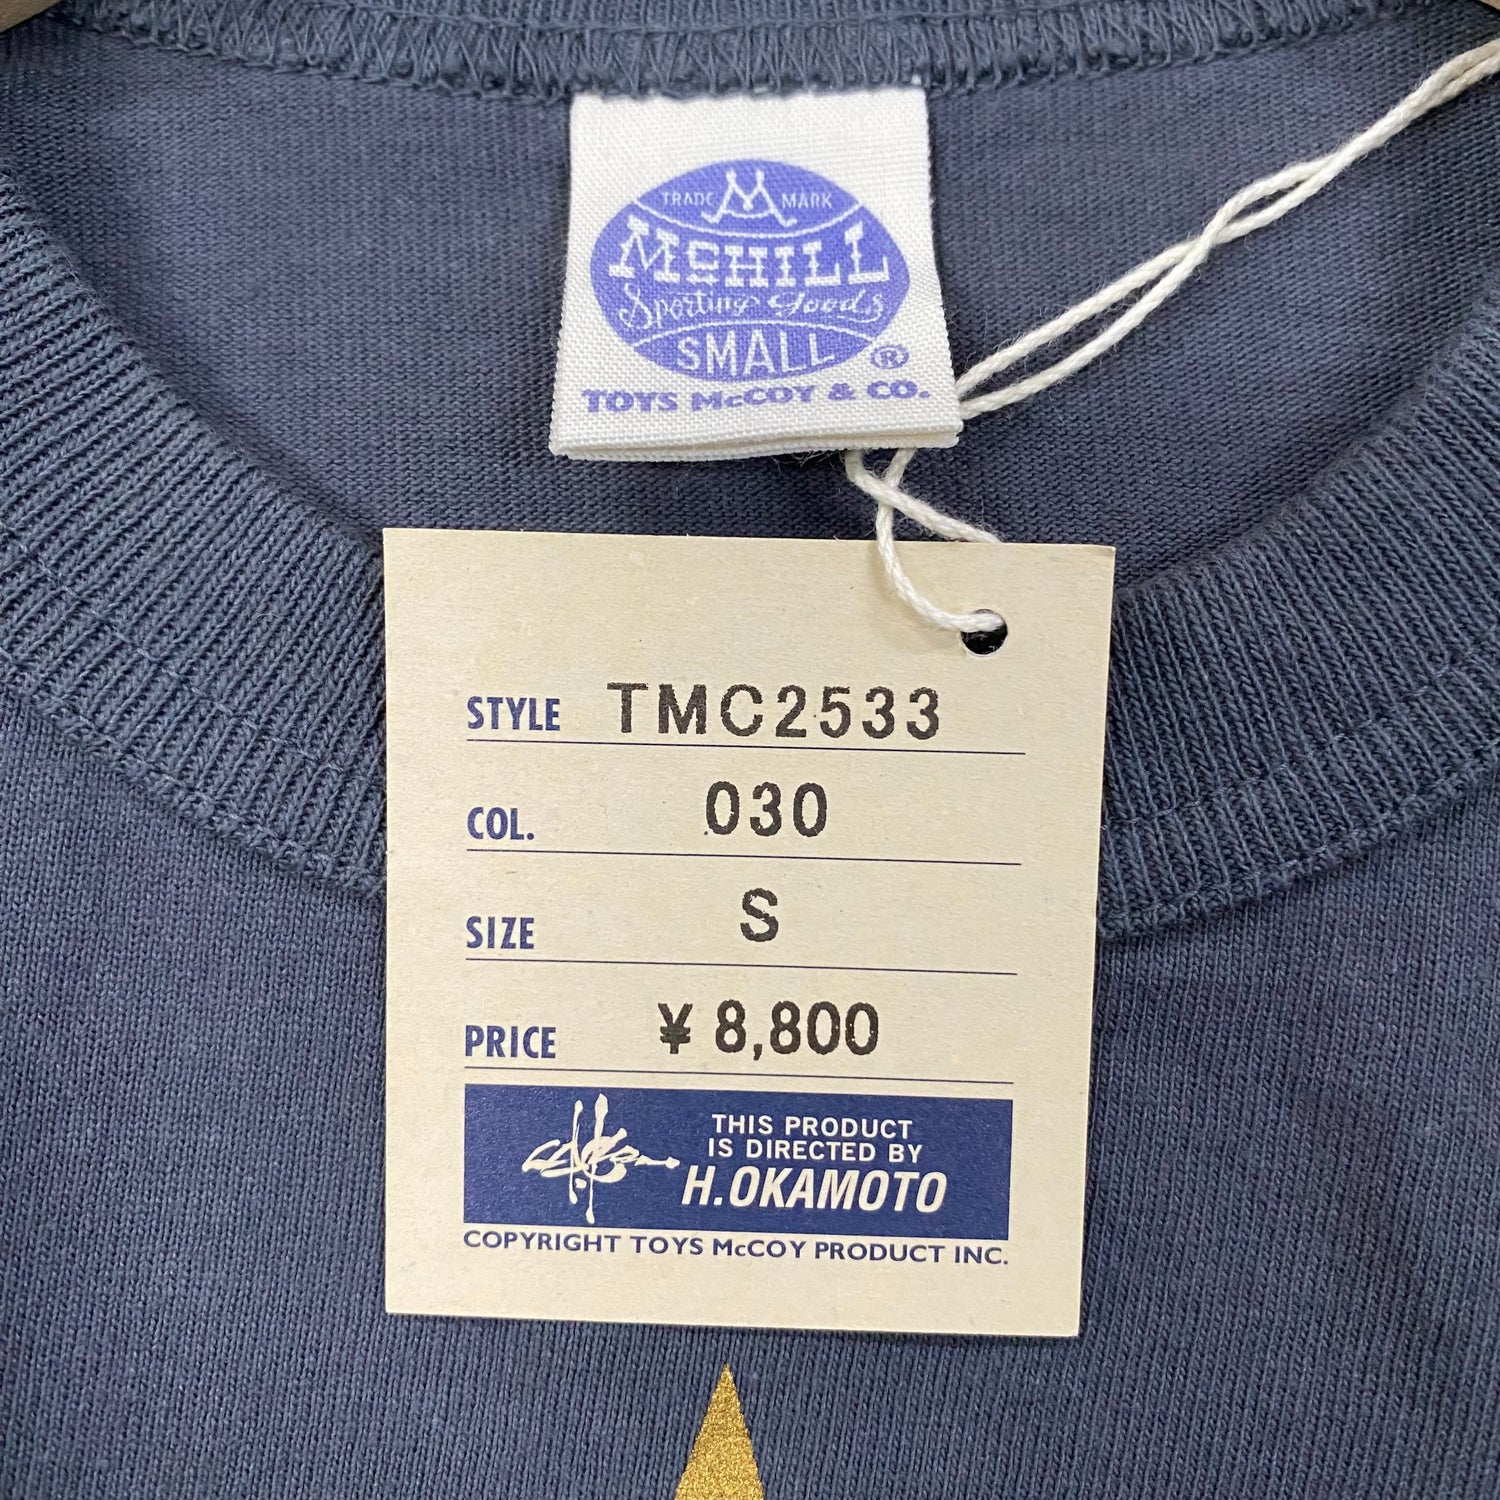 TRADE M MARK
McHILL
Sporting Goods
SMALL ®
TOYS McCOY & CO.
STYLE TMC2533
COL. 030
SIZE S
PRICE ¥8,800
THIS PRODUCT
IS DIRECTED BY
H.OKAMOTO
COPYRIGHT TOYS McCOY PRODUCT INC.